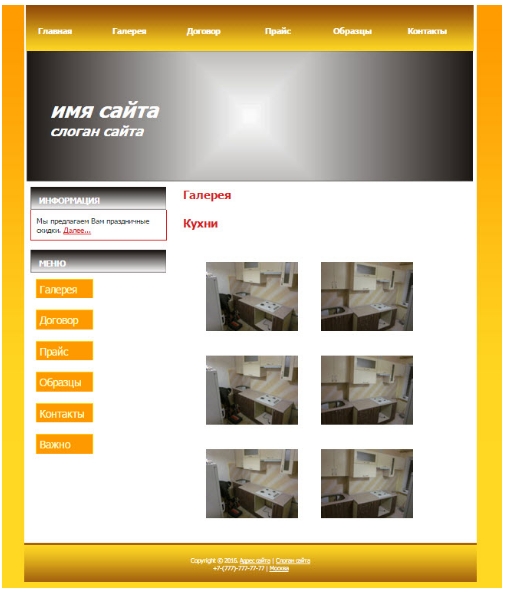 Главная Галерея Договор Прайс Образцы Контакты
имя сайта
слоган сайта
ИНФОРМАЦИЯ
Мы предлагаем Вам праздничные
скидки. Далее...
МЕНЮ
Галерея
Договор
Прайс
Образцы
Контакты
Важно
Галерея
Кухни
Copyright © 2015. Адрес сайта | Слоган сайта
+7-(777)-777-77-77 | Москва